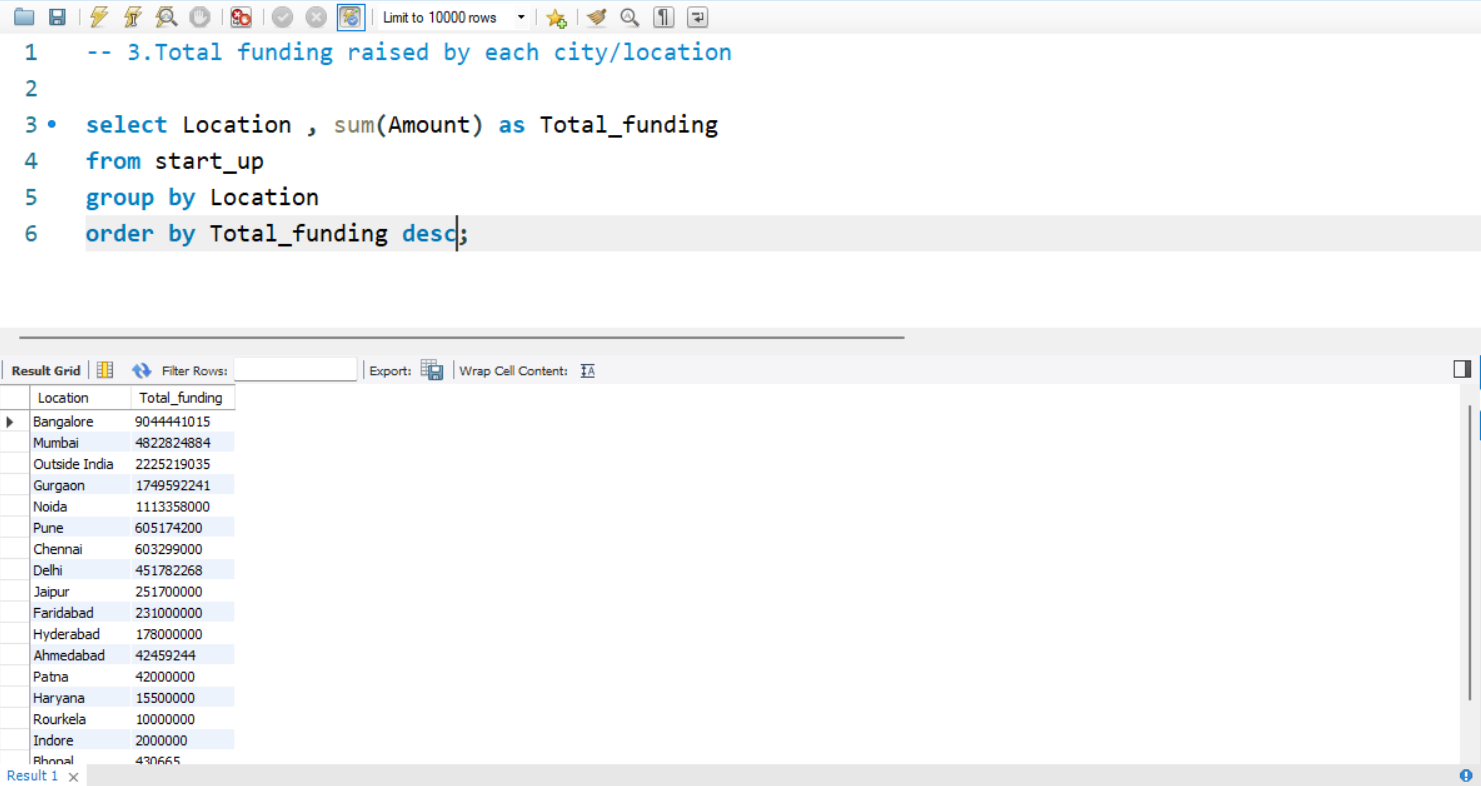 Limit to 10000 rows
1 -- 3.Total funding raised by each city/location
2
3 select Location , sum(Amount) as Total_funding
4 from start_up
5 group by Location
6 order by Total_funding desc;
Result Grid Filter Rows: Export: Wrap Cell Content:
Location Total_funding
Bangalore 9044441015
Mumbai 4822824884
Outside India 2225219035
Gurgaon 1749592241
Noida 1113358000
Pune 605174200
Chennai 603299000
Delhi 451782268
Jaipur 251700000
Faridabad 231000000
Hyderabad 178000000
Ahmedabad 42459244
Patna 42000000
Haryana 15500000
Rourkela 10000000
Indore 2000000
Bhopal 430665
Result 1